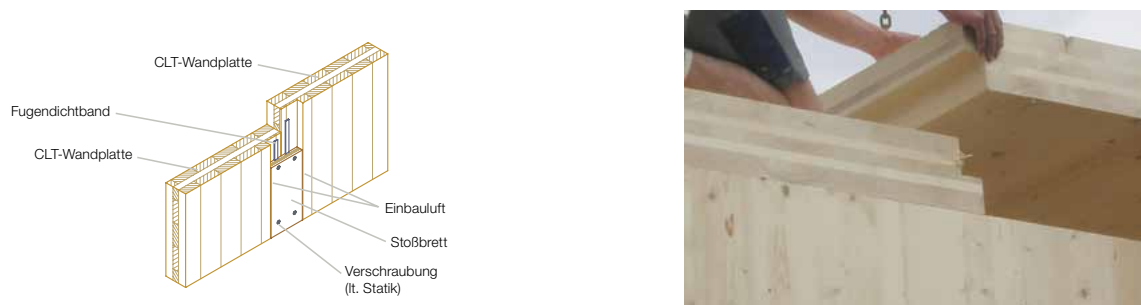 CLT-Wandplatte
Fugendichtband
CLT-Wandplatte
Einbauluft
Stoßbrett
Verschraubung
(lt. Statik)